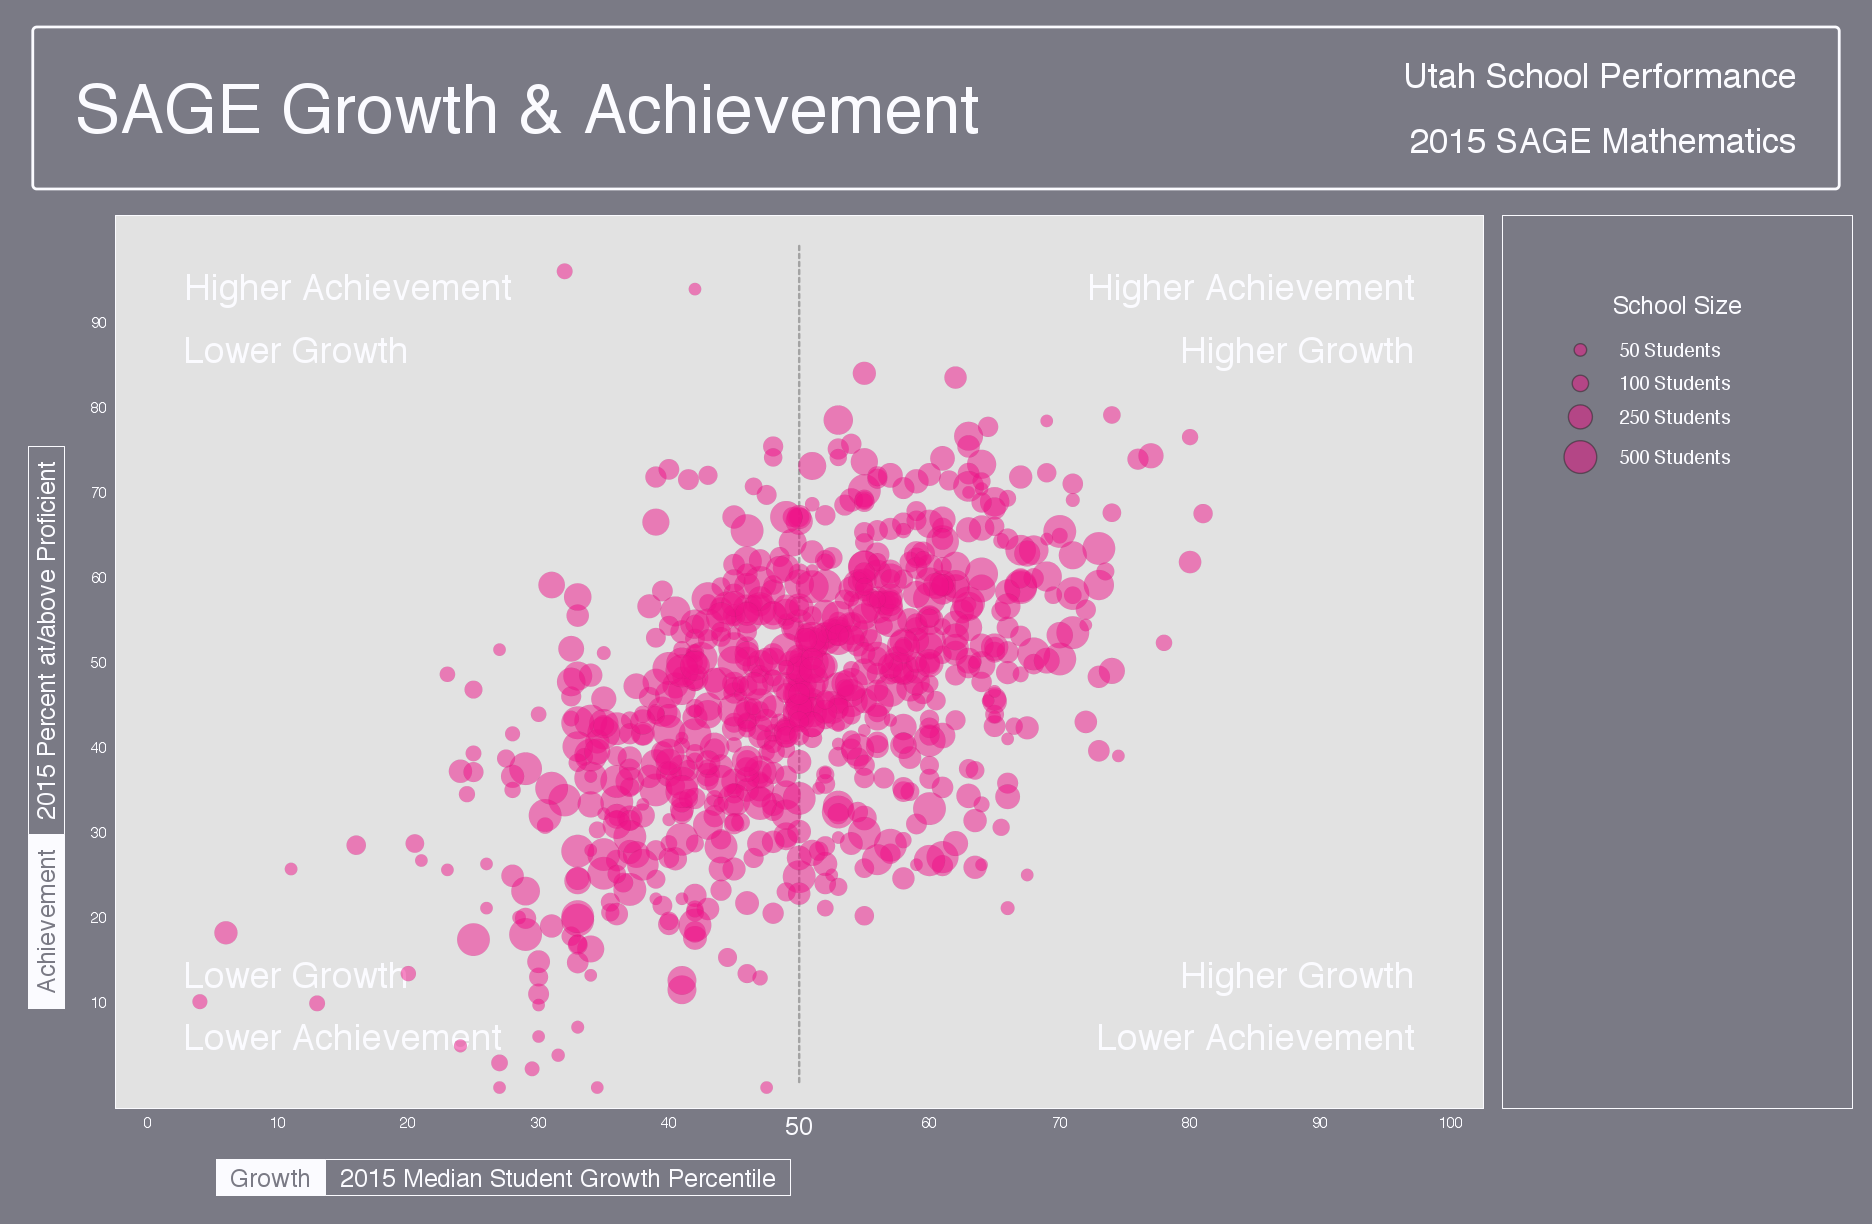 SAGE Growth & Achievement
Utah School Performance
2015 SAGE Mathematics
Higher Achievement
Lower Growth
Higher Achievement
Higher Growth
Lower Growth
Lower Achievement
Higher Growth
Lower Achievement
90
80
70
60
50
40
30
20
10
Achievement 2015 Percent at/above Proficient
0 10 20 30 40 50 60 70 80 90 100
Growth 2015 Median Student Growth Percentile
School Size
50 Students
100 Students
250 Students
500 Students